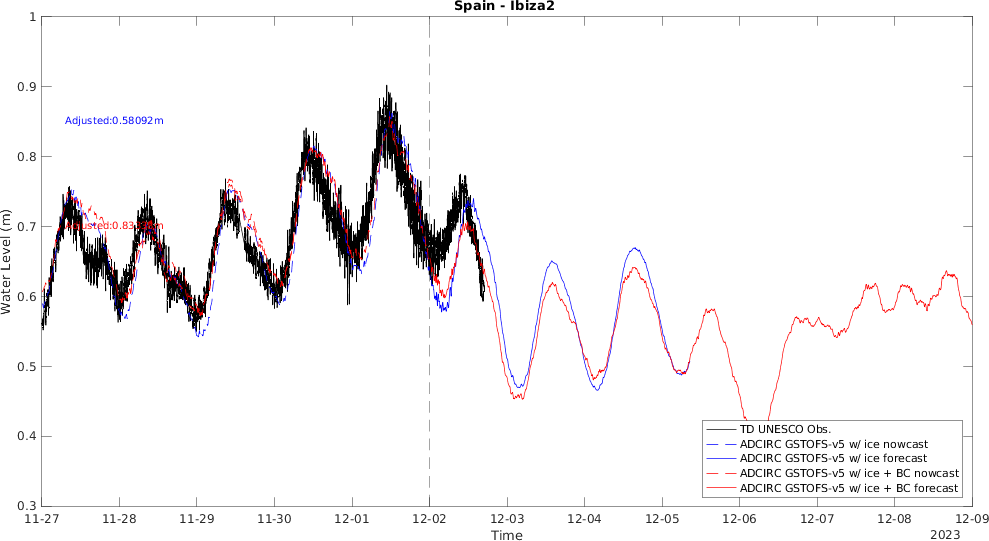 Spain - Ibiza2
Water Level (m)
1
0.9
0.8
0.7
0.6
0.5
0.4
0.3
Adjusted:0.58092m
TD UNESCO Obs.
ADCIRC GSTOFS-v5 w/ ice nowcast
ADCIRC GSTOFS-v5 w/ ice forecast
ADCIRC GSTOFS-v5 w/ ice + BC nowcast
ADCIRC GSTOFS-v5 w/ ice + BC forecast
11-27 11-28 11-29 11-30 12-01 12-02 12-03 12-04 12-05 12-06 12-07 12-08 12-09
Time
2023